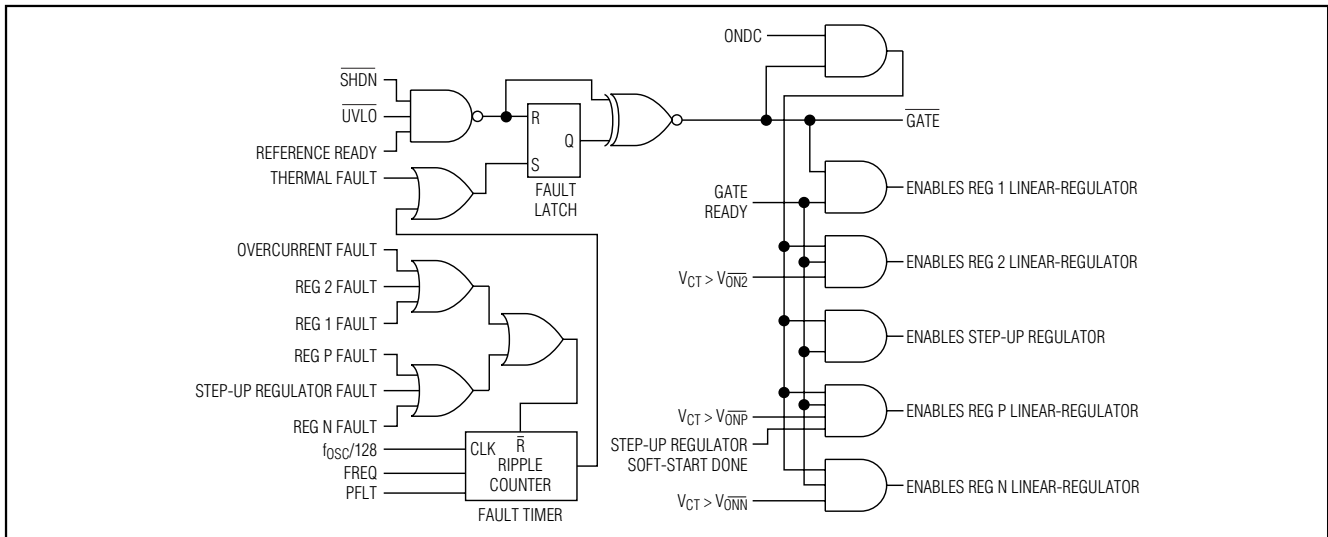 ONDC
SHDN
UVLO
REFERENCE READY
THERMAL FAULT
R
Q
S
FAULT
LATCH
GATE
GATE
READY
ENABLES REG 1 LINEAR-REGULATOR
OVERCURRENT FAULT
REG 2 FAULT
REG 1 FAULT
VCT > VON2
ENABLES REG 2 LINEAR-REGULATOR
ENABLES STEP-UP REGULATOR
REG P FAULT
STEP-UP REGULATOR FAULT
REG N FAULT
VCT > VONP
STEP-UP REGULATOR
SOFT-START DONE
ENABLES REG P LINEAR-REGULATOR
fOSC/128
FREQ
PFLT
CLK
R
RIPPLE
COUNTER
FAULT TIMER
VCT > VONN
ENABLES REG N LINEAR-REGULATOR